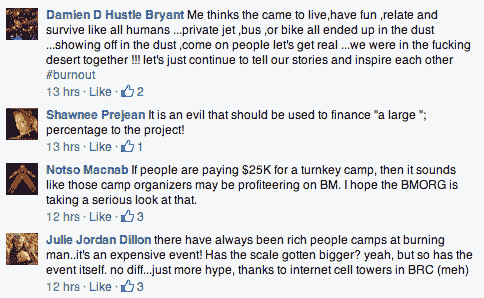 Damien D Hustle Bryant Me thinks the came to live,have fun ,relate and
survive like all humans ...private jet ,bus ,or bike all ended up in the dust
...showing off in the dust ,come on people let's get real ...we were in the fucking
desert together !!! let's just continue to tell our stories and inspire each other
#burnout
13 hrs · Like · 2
Shawnee Prejean It is an evil that should be used to finance "a large ";
percentage to the project!
13 hrs · Like · 1
Notso Macnab If people are paying $25K for a turnkey camp, then it sounds
like those camp organizers may be profiteering on BM. I hope the BMORG is
taking a serious look at that.
12 hrs · Like · 3
Julie Jordan Dillon there have always been rich people camps at burning
man..it's an expensive event! Has the scale gotten bigger? yeah, but so has the
event itself. no diff...just more hype, thanks to internet cell towers in BRC (meh)
12 hrs · Like · 3